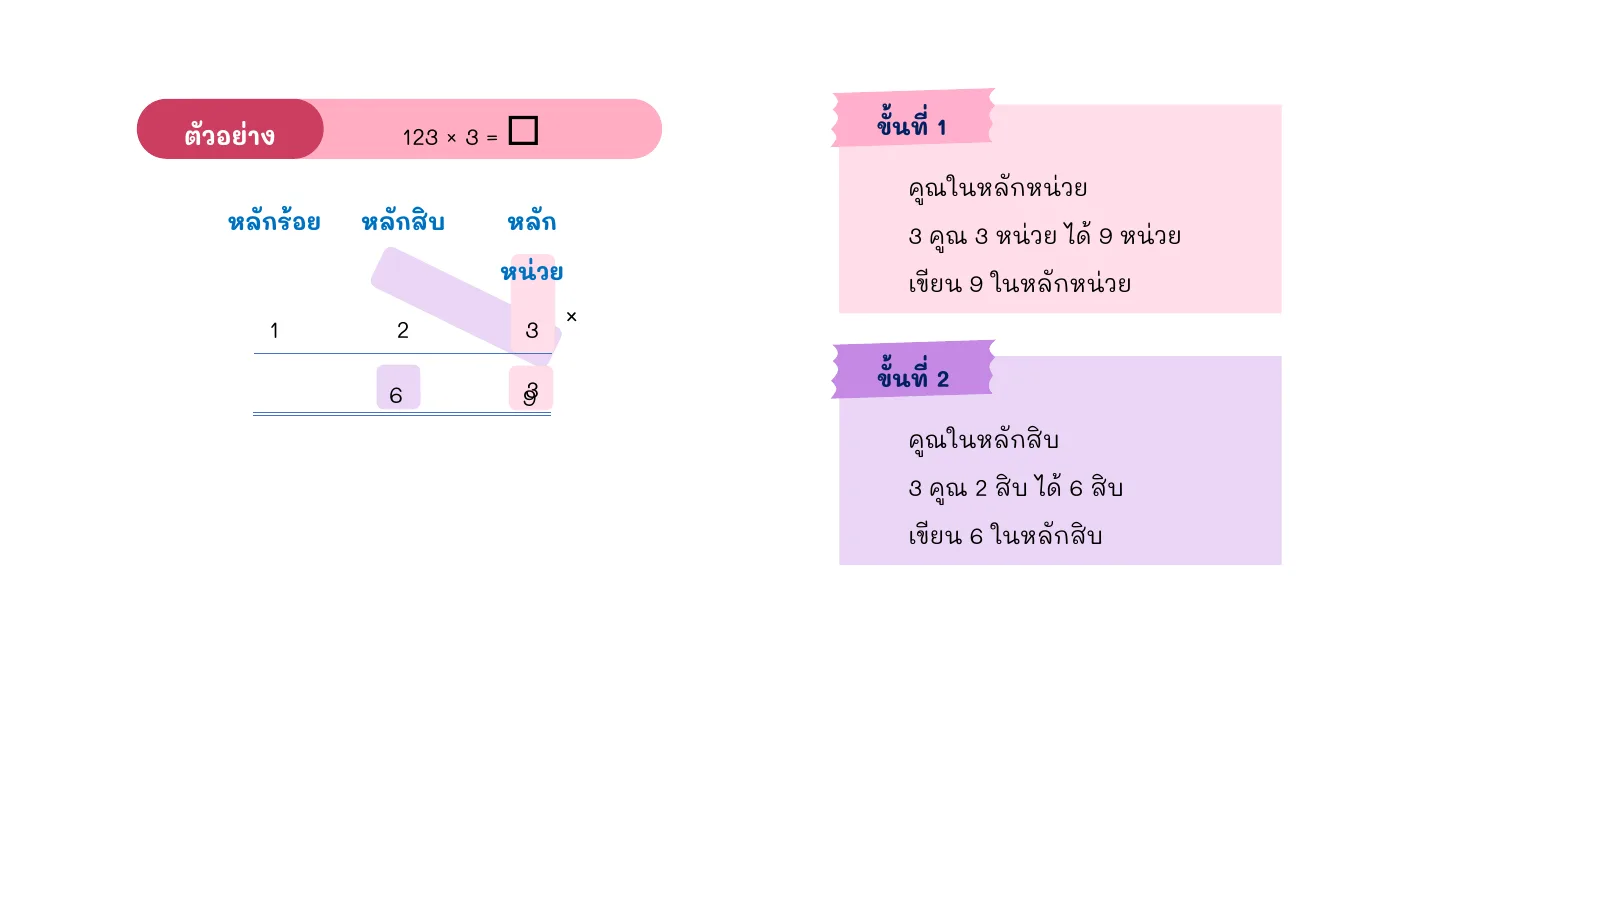 ตัวอย่าง 123 × 3 = □
หลักร้อย หลักสิบ หลัก
หน่วย
1 2 3 ×
3
6 9
ขั้นที่ 1
คูณในหลักหน่วย
3 คูณ 3 หน่วย ได้ 9 หน่วย
เขียน 9 ในหลักหน่วย
ขั้นที่ 2
คูณในหลักสิบ
3 คูณ 2 สิบ ได้ 6 สิบ
เขียน 6 ในหลักสิบ